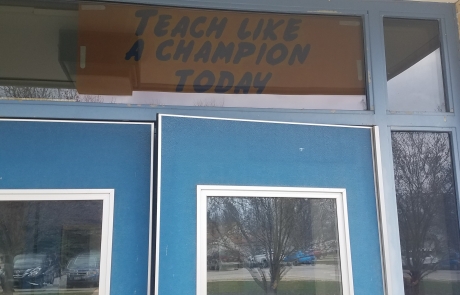 TEACH LIKE
A CHAMPION
TODAY